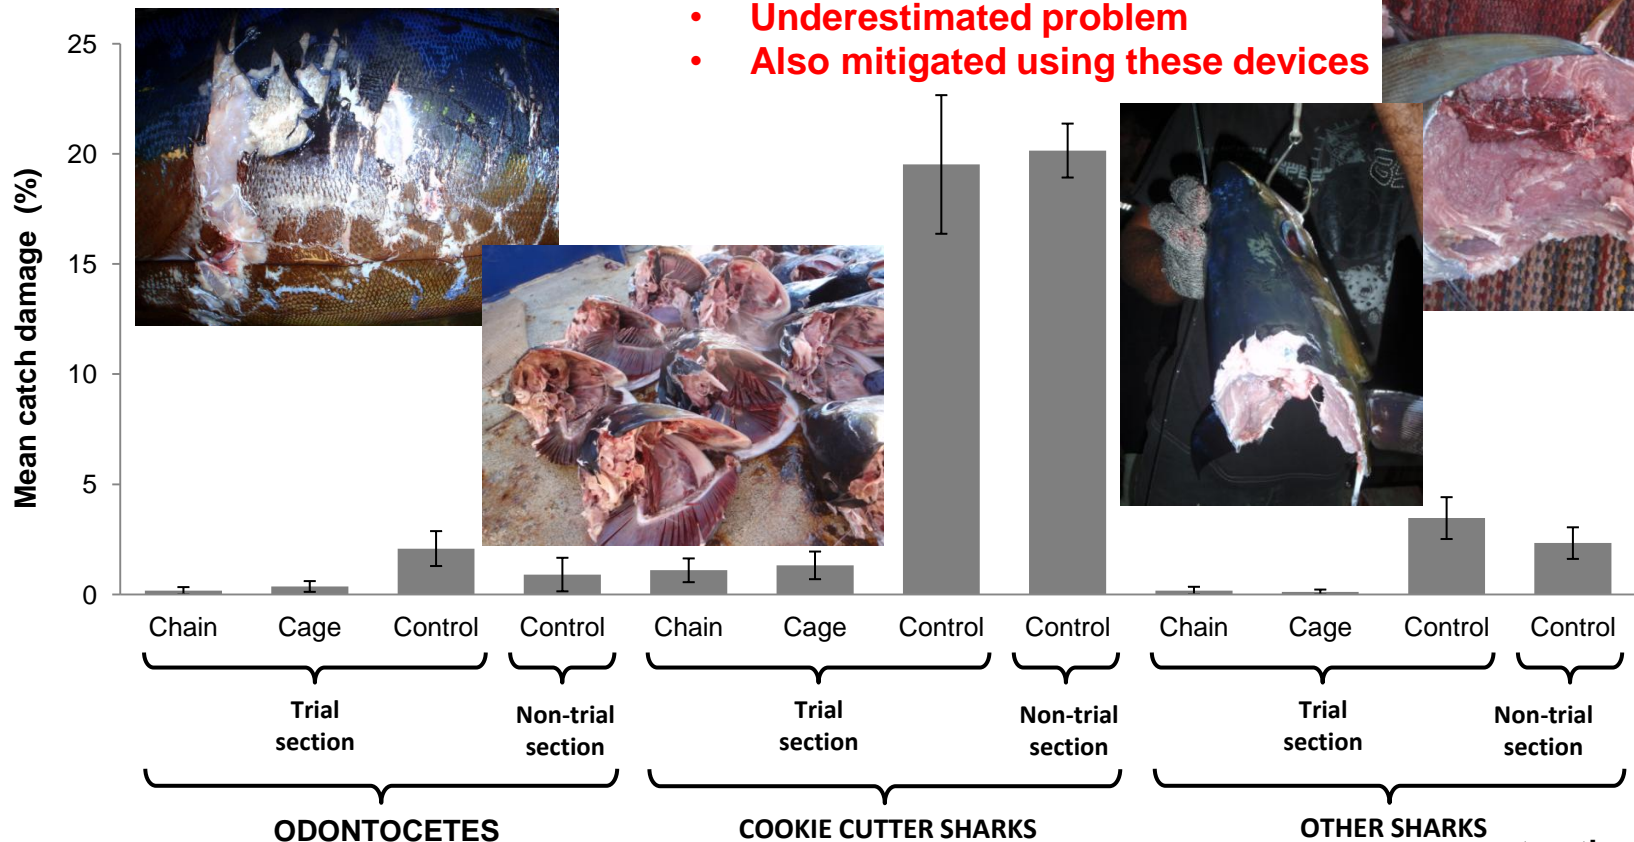 • Underestimated problem
• Also mitigated using these devices
Mean catch damage (%)
25
20
15
10
5
0
Chain Cage Control Control Chain Cage Control Control Chain Cage Control Control
Trial section Non-trial section Trial section Non-trial section Trial section Non-trial section
ODONTOCETES COOKIE CUTTER SHARKS OTHER SHARKS